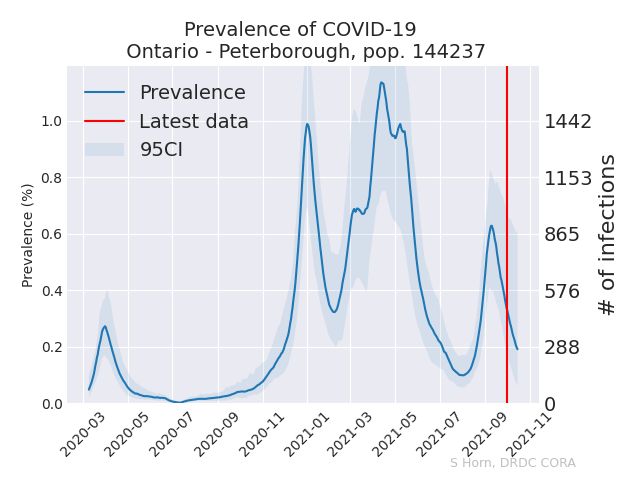 Prevalence of COVID-19
Ontario - Peterborough, pop. 144237
Prevalence
Latest data
95CI
Prevalence (%)
1.0
0.8
0.6
0.4
0.2
0.0
1442
1153
865
576
288
0
# of infections
2020-03
2020-05
2020-07
2020-09
2020-11
2021-01
2021-03
2021-05
2021-07
2021-09
2021-11
S Horn, DRDC CORA